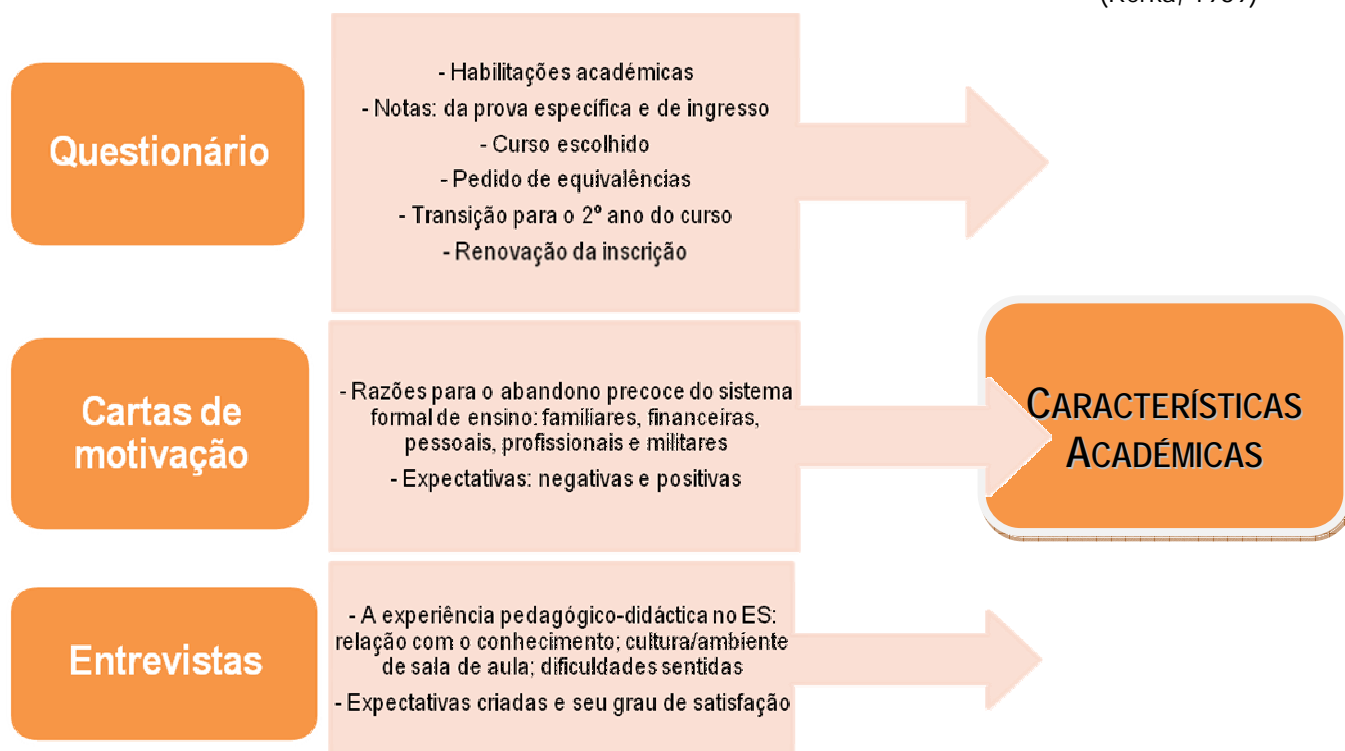 Questionário
- Habilitações académicas
- Notas: da prova específica e de ingresso
- Curso escolhido
- Pedido de equivalências
- Transição para o 2º ano do curso
- Renovação da inscrição
Cartas de
motivação
- Razões para o abandono precoce do sistema
formal de ensino: familiares, financeiras,
pessoais, profissionais e militares
- Expectativas: negativas e positivas
CARACTERÍSTICAS
ACADÉMICAS
Entrevistas
- A experiência pedagógico-didáctica no ES:
relação com o conhecimento; cultura/ambiente
de sala de aula; dificuldades sentidas
- Expectativas criadas e seu grau de satisfação